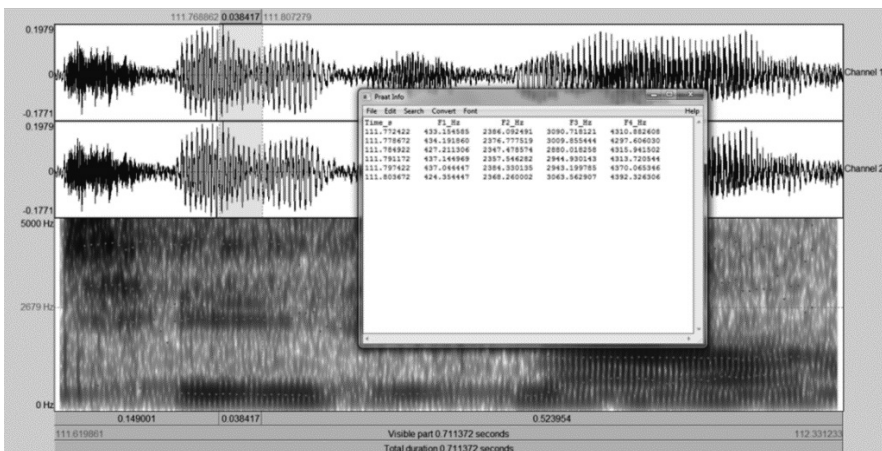 111.768862 0.038417 111.807279
0.1979
0
-0.1771
Channel 1
0.1979
0
-0.1771
Channel 2
Praat Info
File Edit Search Convert Font Help
Time_s F1_Hz F2_Hz F3_Hz F4_Hz
111.772422 433.154585 2386.092491 3090.718121 4310.882608
111.778672 434.191860 2376.777519 3009.855444 4297.606030
111.784922 427.211306 2347.478574 2880.018258 4315.941502
111.791172 437.144969 2357.546282 2944.930143 4313.720544
111.797422 437.044447 2384.330135 2943.199785 4370.065346
111.803672 424.354447 2368.260002 3063.562907 4392.326306
5000 Hz
2679 Hz
0 Hz
0.149001 0.038417 0.523954
111.619861 Visible part 0.711372 seconds 112.331233
Total duration 0.711372 seconds